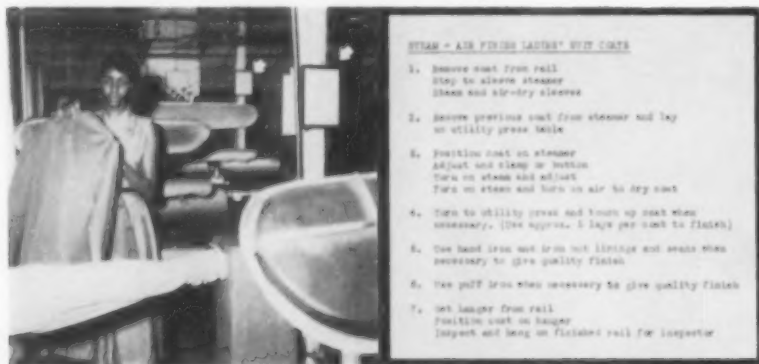 STEAM - AIR FINISH LADIES' SUIT COATS
1. Remove coat from rail
Step to sleeve steamer
Steam and air-dry sleeves
2. Remove previous coat from steamer and lay
on utility press table
3. Position coat on steamer
Adjust and clamp or button
Turn on steam and adjust
Turn on steam and turn on air to dry coat
4. Turn to utility press and touch up coat when
necessary. (Use approx. 5 lays per coat to finish)
5. Use hand iron and iron out linings and seams when
necessary to give quality finish
6. Use puff iron when necessary to give quality finish
7. Get hanger from rail
Position coat on hanger
Inspect and hang on finished rail for inspector